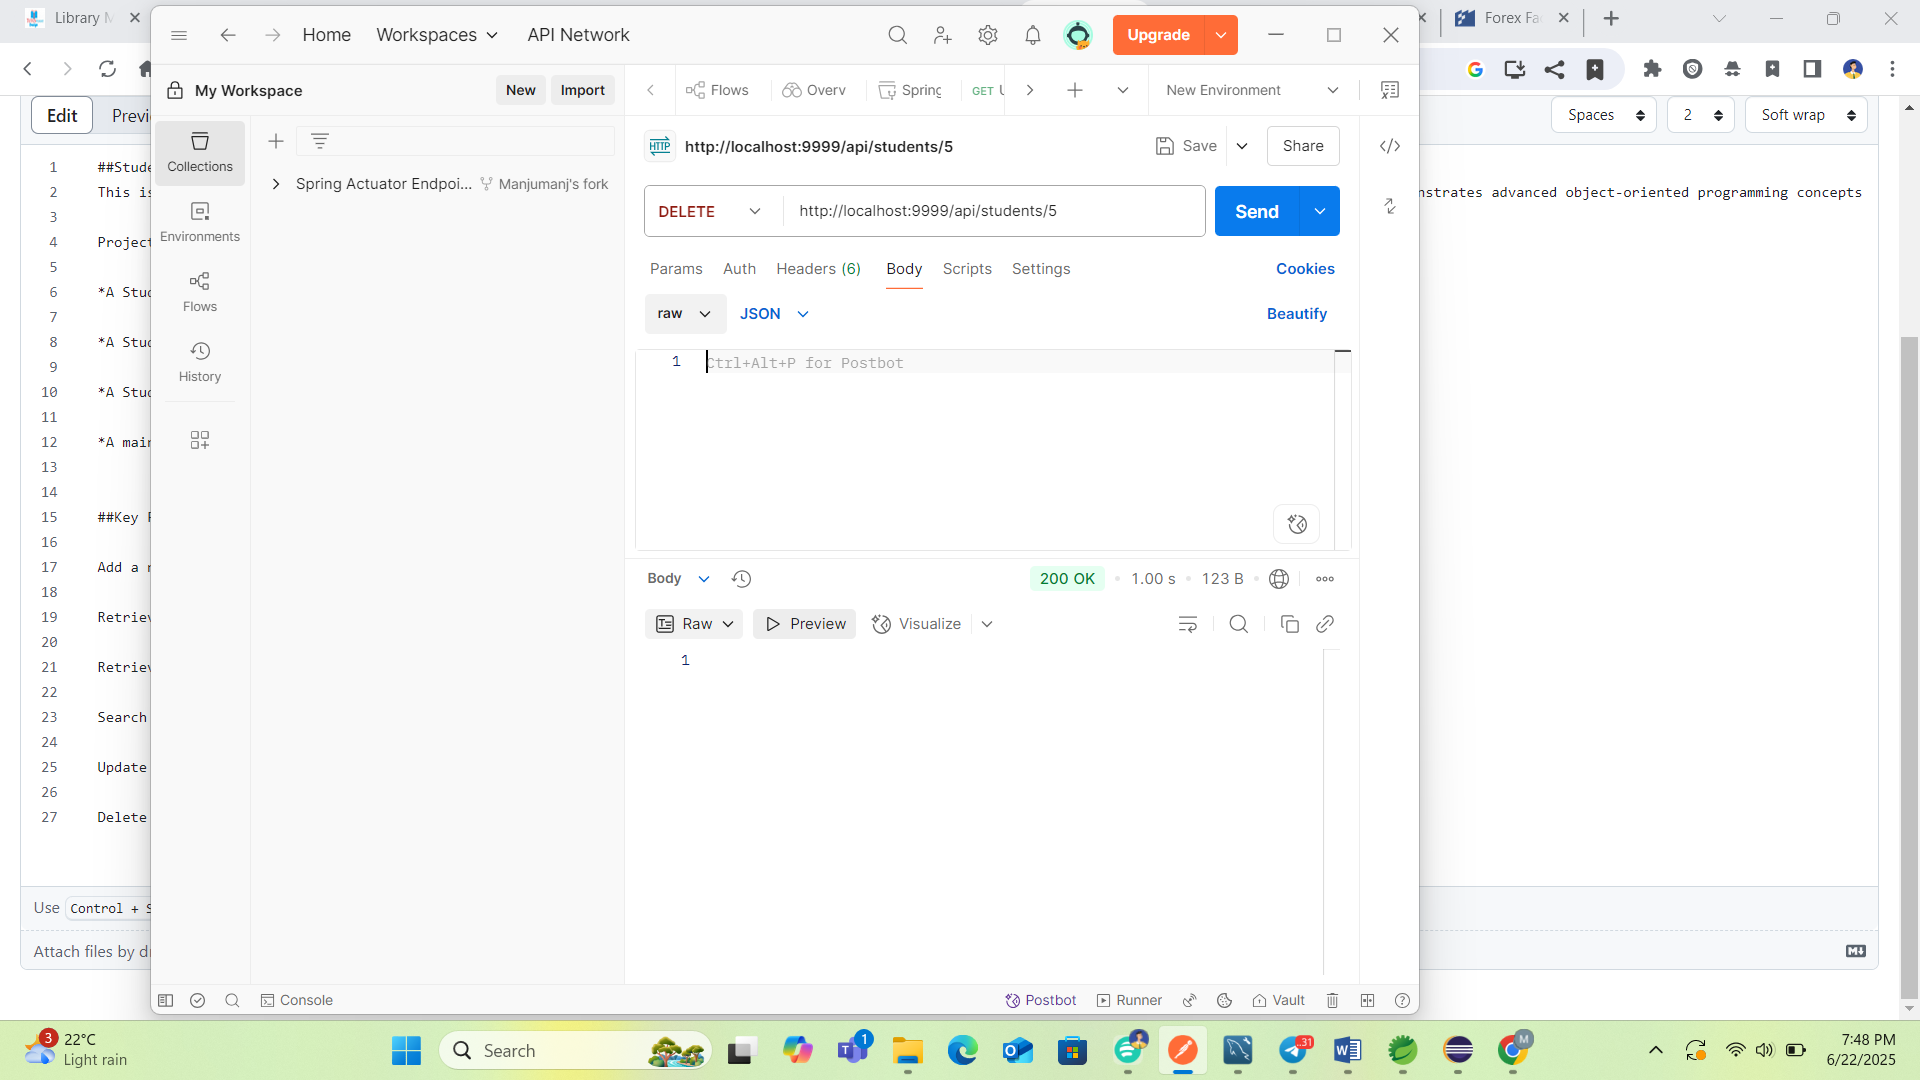 Library M
Forex Fa
Home
Workspaces
API Network
Upgrade
My Workspace
New
Import
Flows
Overv
Spring
GET
New Environment
Edit
Previ
Spaces
2
Soft wrap
Collections
Environments
Flows
History
Spring Actuator Endpoi...
Manjumanj's fork
HTTP
http://localhost:9999/api/students/5
Save
Share
DELETE
http://localhost:9999/api/students/5
Send
Params
Auth
Headers (6)
Body
Scripts
Settings
Cookies
raw
JSON
Beautify
1
Ctrl+Alt+P for Postbot
Body
200 OK
1.00 s
123 B
Raw
Preview
Visualize
1
1 ##Stude
2 This is
nstrates advanced object-oriented programming concepts
3
4 Project
5
6 *A Stud
7
8 *A Stud
9
10 *A Stud
11
12 *A main
13
14
15 ##Key F
16
17 Add a n
18
19 Retriev
20
21 Retriev
22
23 Search
24
25 Update
26
27 Delete
Use Control + S
Attach files by dr
Console
Postbot
Runner
Vault
3
22°C
Light rain
Search
1
31
M
7:48 PM
6/22/2025